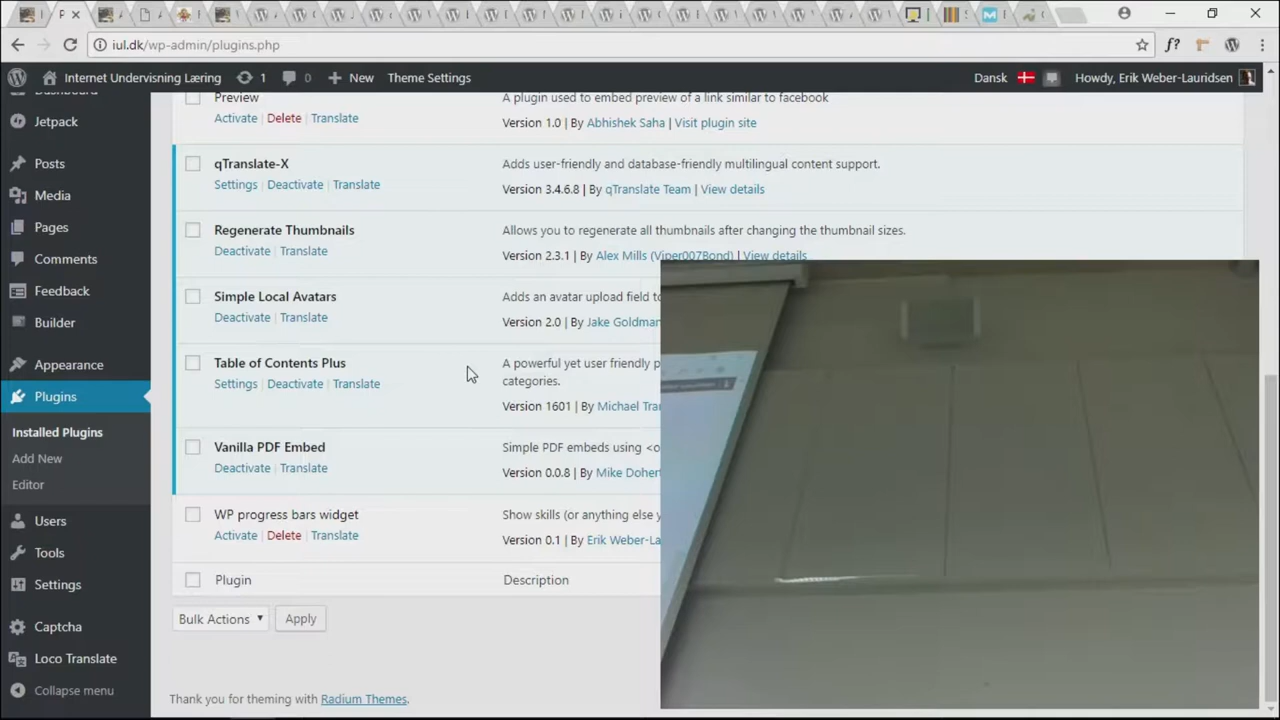 iul.dk/wp-admin/plugins.php
Internet Undervisning Læring 1 0 New Theme Settings Dansk Howdy, Erik Weber-Lauridsen
Jetpack
Posts
Media
Pages
Comments
Feedback
Builder
Appearance
Plugins
Installed Plugins
Add New
Editor
Users
Tools
Settings
Captcha
Loco Translate
Collapse menu
Preview A plugin used to embed preview of a link similar to facebook
Activate | Delete | Translate Version 1.0 | By Abhishek Saha | Visit plugin site
qTranslate-X Adds user-friendly and database-friendly multilingual content support.
Settings | Deactivate | Translate Version 3.4.6.8 | By qTranslate Team | View details
Regenerate Thumbnails Allows you to regenerate all thumbnails after changing the thumbnail sizes.
Deactivate | Translate Version 2.3.1 | By Alex Mills (Viper007Bond) | View details
Simple Local Avatars Adds an avatar upload field to
Deactivate | Translate Version 2.0 | By Jake Goldman
Table of Contents Plus A powerful yet user friendly p
categories.
Settings | Deactivate | Translate
Version 1601 | By Michael Tra
Vanilla PDF Embed Simple PDF embeds using <o
Deactivate | Translate Version 0.0.8 | By Mike Doher
WP progress bars widget Show skills (or anything else y
Activate | Delete | Translate Version 0.1 | By Erik Weber-La
Plugin Description
Bulk Actions Apply
Thank you for theming with Radium Themes.